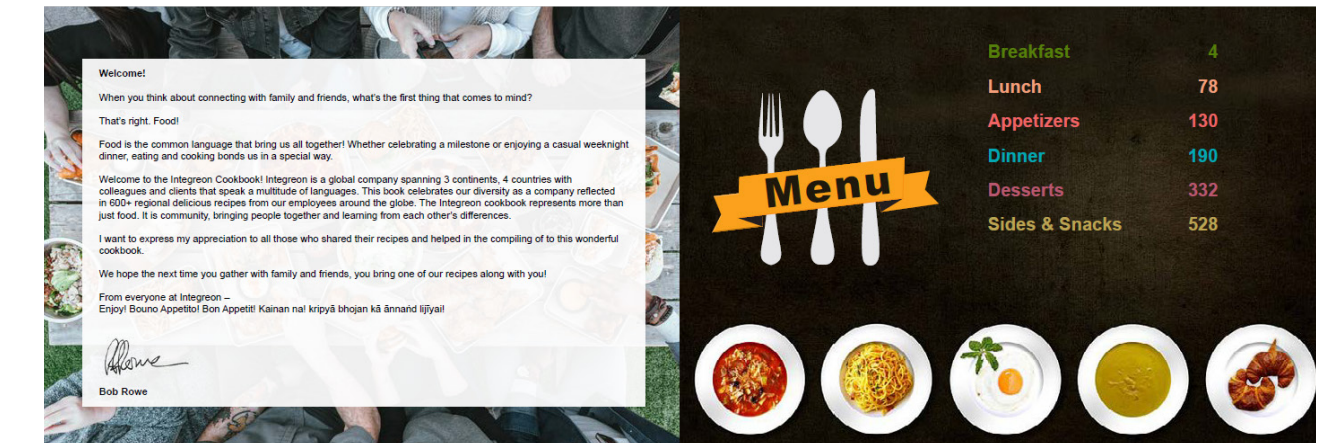 Welcome!
When you think about connecting with family and friends, what's the first thing that comes to mind?
That's right. Food!
Food is the common language that bring us all together! Whether celebrating a milestone or enjoying a casual weeknight
dinner, eating and cooking bonds us in a special way.
Welcome to the Integreon Cookbook! Integreon is a global company spanning 3 continents, 4 countries with
colleagues and clients that speak a multitude of languages. This book celebrates our diversity as a company reflected
in 600+ regional delicious recipes from our employees around the globe. The Integreon cookbook represents more than
just food. It is community, bringing people together and learning from each other's differences.
I want to express my appreciation to all those who shared their recipes and helped in the compiling of to this wonderful
cookbook.
We hope the next time you gather with family and friends, you bring one of our recipes along with you!
From everyone at Integreon –
Enjoy! Bouno Appetito! Bon Appetit! Kainan na! kripyā bhojan kā ānnaṅd lijīyai!
Bob Rowe
Menu
Breakfast 4
Lunch 78
Appetizers 130
Dinner 190
Desserts 332
Sides & Snacks 528